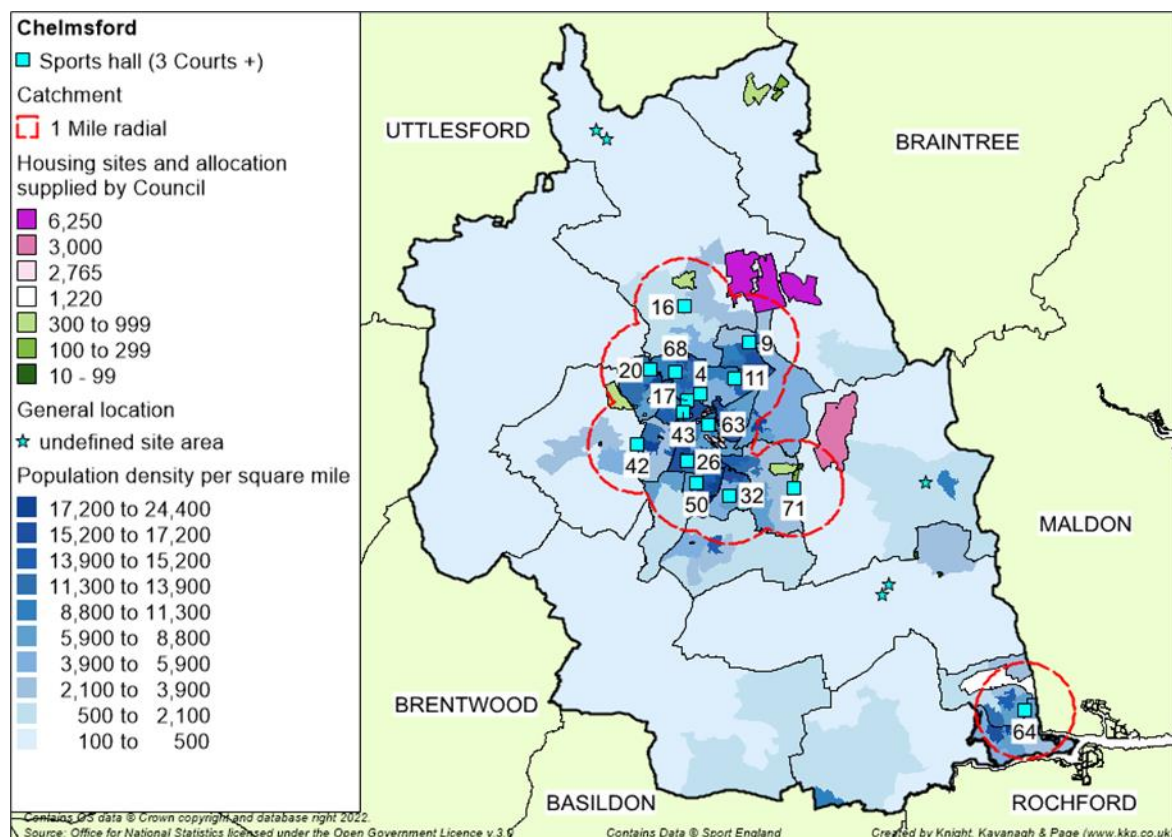 Chelmsford
Sports hall (3 Courts +)
Catchment
1 Mile radial
Housing sites and allocation
supplied by Council
6,250
3,000
2,765
1,220
300 to 999
100 to 299
10 - 99
General location
undefined site area
Population density per square mile
17,200 to 24,400
15,200 to 17,200
13,900 to 15,200
11,300 to 13,900
8,800 to 11,300
5,900 to 8,800
3,900 to 5,900
2,100 to 3,900
500 to 2,100
100 to 500
UTTLESFORD
BRAINTREE
16
9
68
20
4
11
17
43
63
42
26
50
32
71
MALDON
BRENTWOOD
64
BASILDON
ROCHFORD
Contains OS data © Crown copyright and database right 2022.
Source: Office for National Statistics licensed under the Open Government Licence v.3.0
Contains Data © Sport England
Created by Knight, Kavanagh & Page (www.kkp.co.uk)